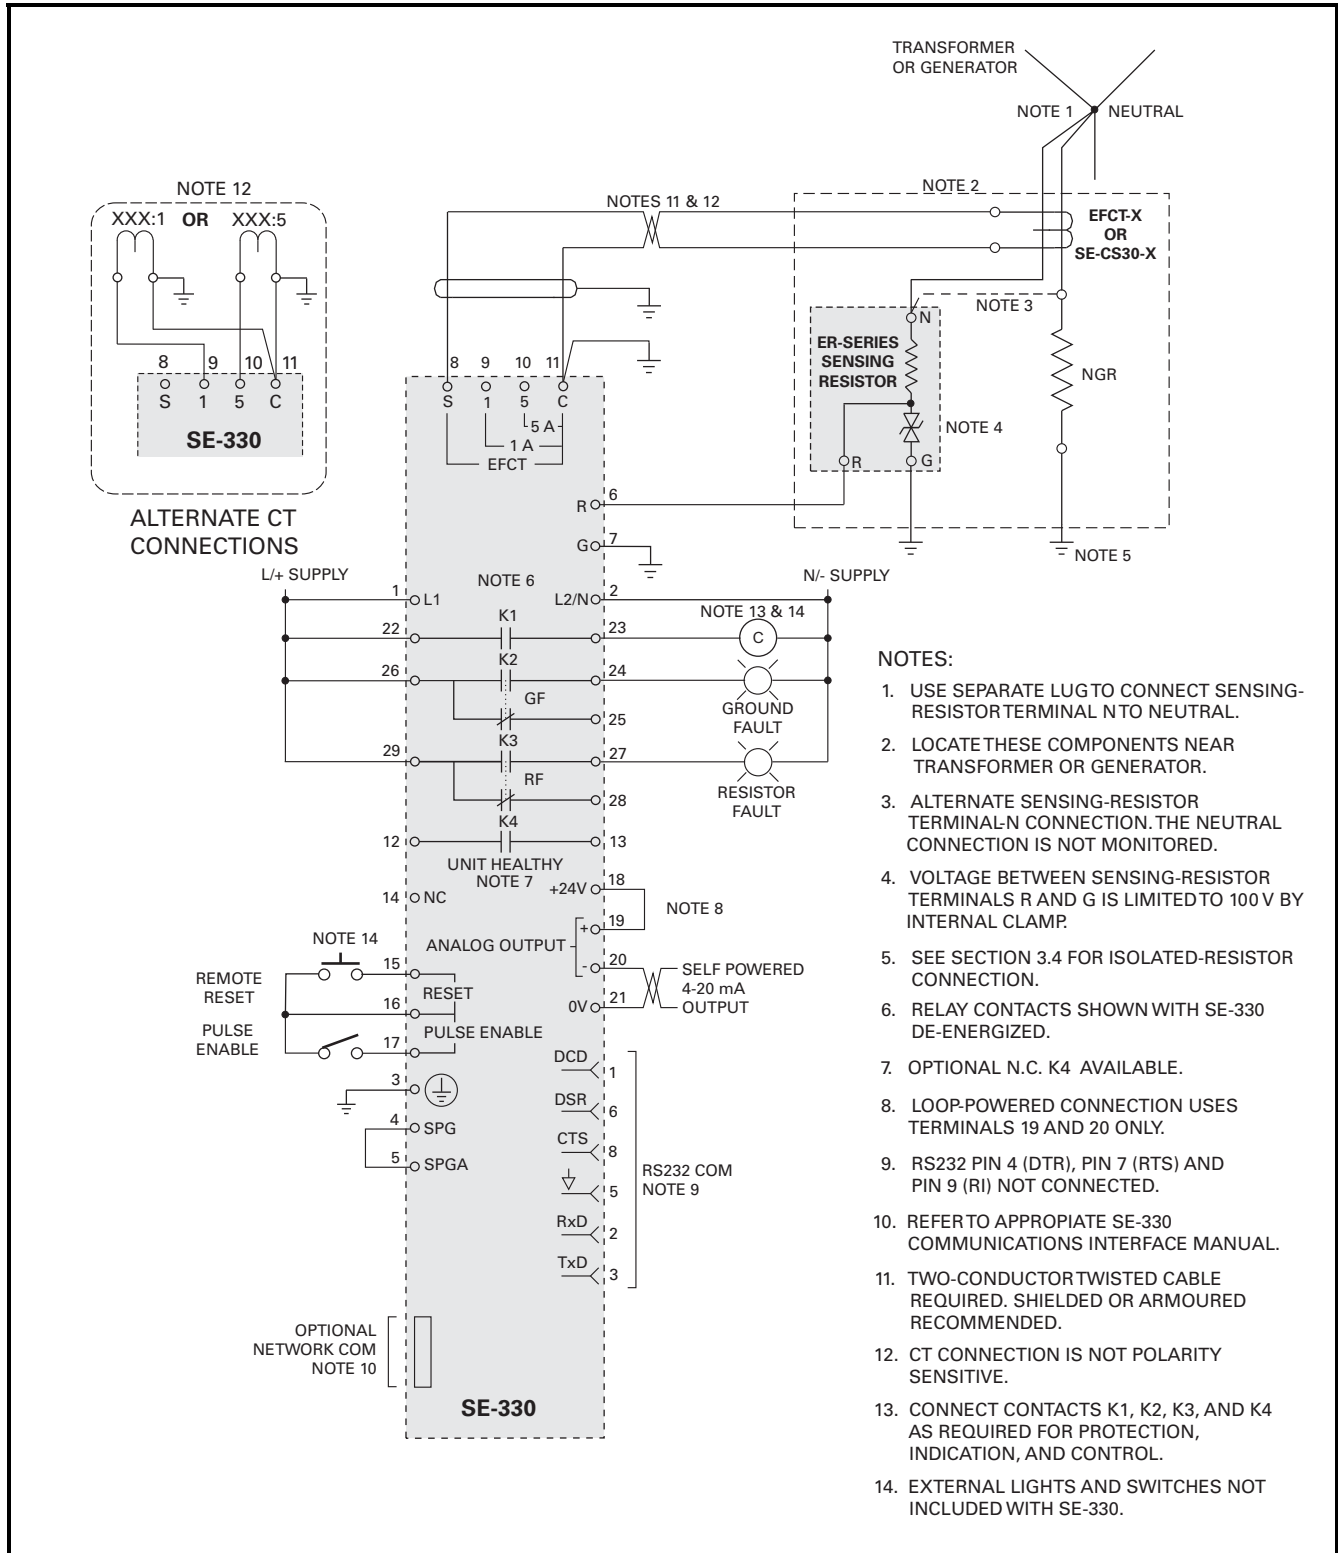 TRANSFORMER
OR GENERATOR
NOTE 1
NEUTRAL
NOTE 12
XXX:1 OR XXX:5
8 9 10 11
S 1 5 C
SE-330
ALTERNATE CT
CONNECTIONS
NOTES 11 & 12
NOTE 2
EFCT-X
OR
SE-CS30-X
NOTE 3
N
ER-SERIES
SENSING
RESISTOR
NGR
NOTE 4
R
G
NOTE 5
8 9 10 11
S 1 5 C
5 A
1 A
EFCT
R 6
G 7
L/+ SUPPLY
N/- SUPPLY
NOTE 6
1 L1
L2/N 2
NOTE 13 & 14
22 K1 23
C
26 K2 24
GF
GROUND
FAULT
25
29 K3 27
RF
RESISTOR
FAULT
28
12 K4 13
UNIT HEALTHY
NOTE 7
14 NC
+24V 18
NOTE 8
+ 19
ANALOG OUTPUT
- 20
0V 21
SELF POWERED
4-20 mA
OUTPUT
NOTE 14
REMOTE
RESET
15
RESET
16
PULSE
ENABLE
PULSE ENABLE
17
3
4 SPG
5 SPGA
DCD 1
DSR 6
CTS 8
5
RxD 2
TxD 3
RS232 COM
NOTE 9
OPTIONAL
NETWORK COM
NOTE 10
SE-330
NOTES:
1. USE SEPARATE LUG TO CONNECT SENSING-
RESISTOR TERMINAL N TO NEUTRAL.
2. LOCATE THESE COMPONENTS NEAR
TRANSFORMER OR GENERATOR.
3. ALTERNATE SENSING-RESISTOR
TERMINAL-N CONNECTION. THE NEUTRAL
CONNECTION IS NOT MONITORED.
4. VOLTAGE BETWEEN SENSING-RESISTOR
TERMINALS R AND G IS LIMITED TO 100 V BY
INTERNAL CLAMP.
5. SEE SECTION 3.4 FOR ISOLATED-RESISTOR
CONNECTION.
6. RELAY CONTACTS SHOWN WITH SE-330
DE-ENERGIZED.
7. OPTIONAL N.C. K4 AVAILABLE.
8. LOOP-POWERED CONNECTION USES
TERMINALS 19 AND 20 ONLY.
9. RS232 PIN 4 (DTR), PIN 7 (RTS) AND
PIN 9 (RI) NOT CONNECTED.
10. REFER TO APPROPIATE SE-330
COMMUNICATIONS INTERFACE MANUAL.
11. TWO-CONDUCTOR TWISTED CABLE
REQUIRED. SHIELDED OR ARMOURED
RECOMMENDED.
12. CT CONNECTION IS NOT POLARITY
SENSITIVE.
13. CONNECT CONTACTS K1, K2, K3, AND K4
AS REQUIRED FOR PROTECTION,
INDICATION, AND CONTROL.
14. EXTERNAL LIGHTS AND SWITCHES NOT
INCLUDED WITH SE-330.